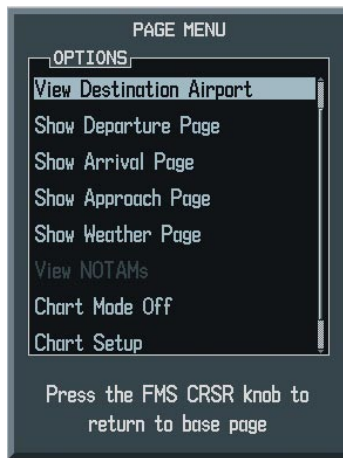 PAGE MENU
OPTIONS
View Destination Airport
Show Departure Page
Show Arrival Page
Show Approach Page
Show Weather Page
View NOTAMs
Chart Mode Off
Chart Setup
Press the FMS CRSR knob to
return to base page